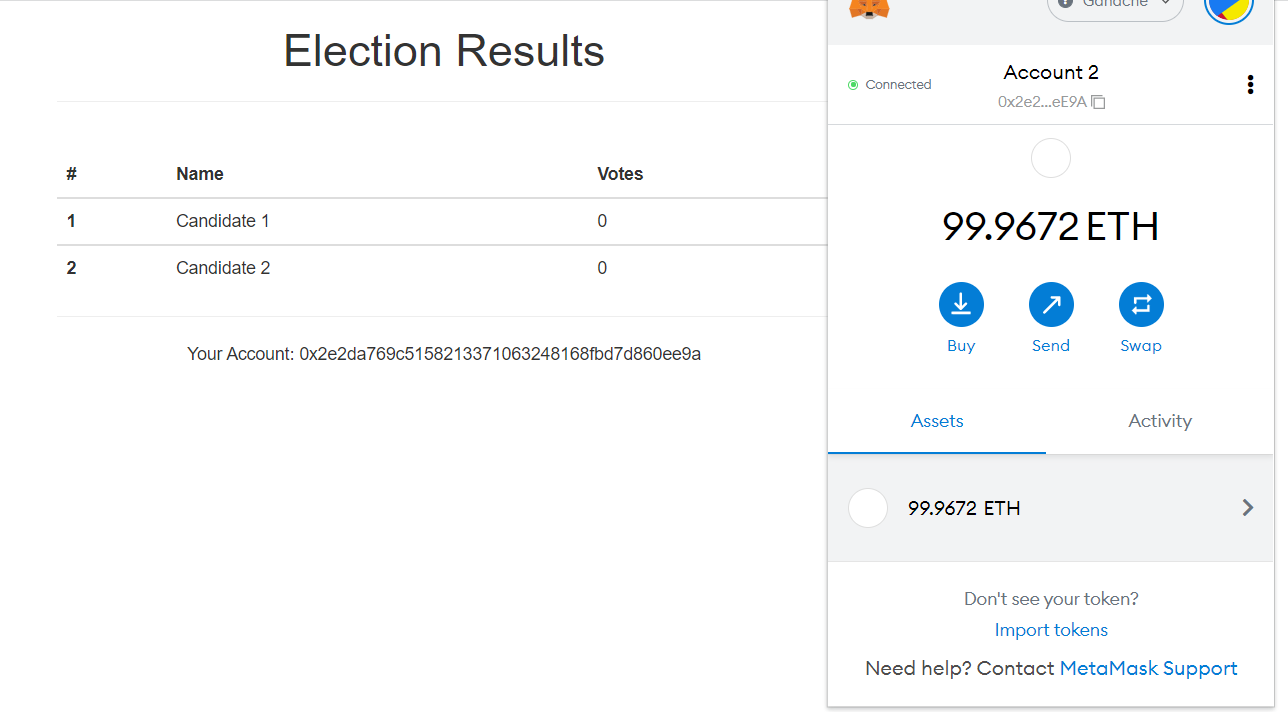 Election Results
# Name Votes
1 Candidate 1 0
2 Candidate 2 0
Your Account: 0x2e2da769c5158213371063248168fbd7d860ee9a
Ganache
Connected
Account 2
0x2e2...eE9A
99.9672 ETH
Buy Send Swap
Assets Activity
99.9672 ETH
Don't see your token?
Import tokens
Need help? Contact MetaMask Support